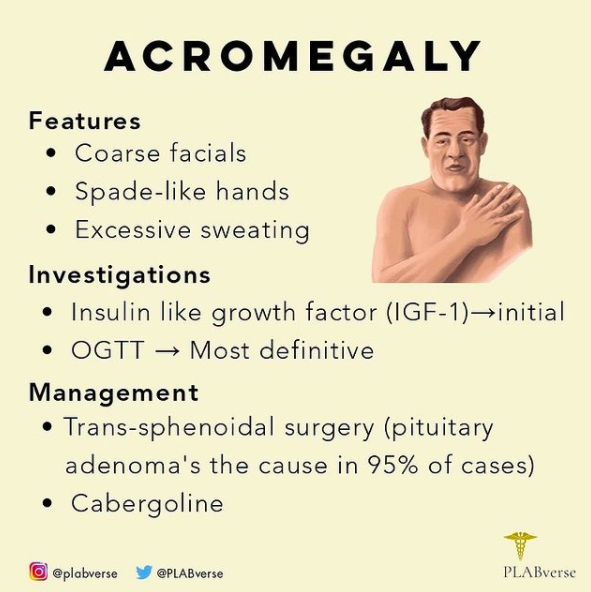 ACROMEGALY
Features
• Coarse facials
• Spade-like hands
• Excessive sweating
Investigations
• Insulin like growth factor (IGF-1)→initial
• OGTT → Most definitive
Management
• Trans-sphenoidal surgery (pituitary
adenoma's the cause in 95% of cases)
• Cabergoline
@plabverse @PLABverse
PLABverse